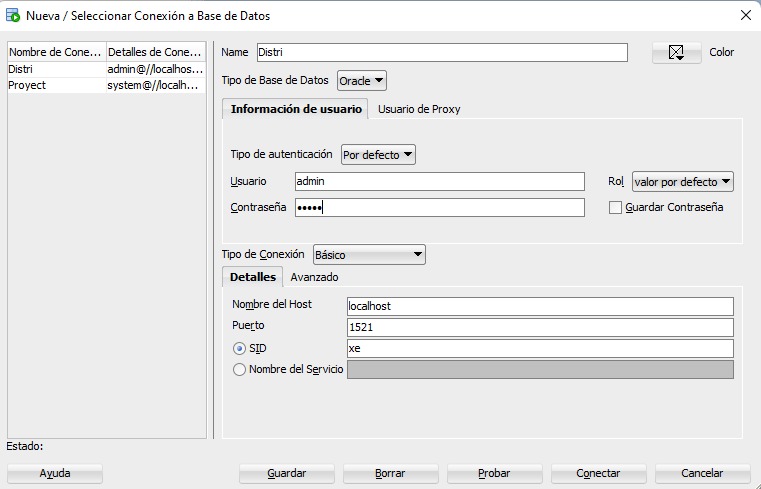 Nueva / Seleccionar Conexión a Base de Datos
Nombre de Cone... Detalles de Cone...
Distri admin@//localhos...
Proyect system@//localh...
Name Distri Color
Tipo de Base de Datos Oracle
Información de usuario Usuario de Proxy
Tipo de autenticación Por defecto
Usuario admin Rol valor por defecto
Contraseña ••••• Guardar Contraseña
Tipo de Conexión Básico
Detalles Avanzado
Nombre del Host localhost
Puerto 1521
SID xe
Nombre del Servicio
Estado:
Ayuda Guardar Borrar Probar Conectar Cancelar